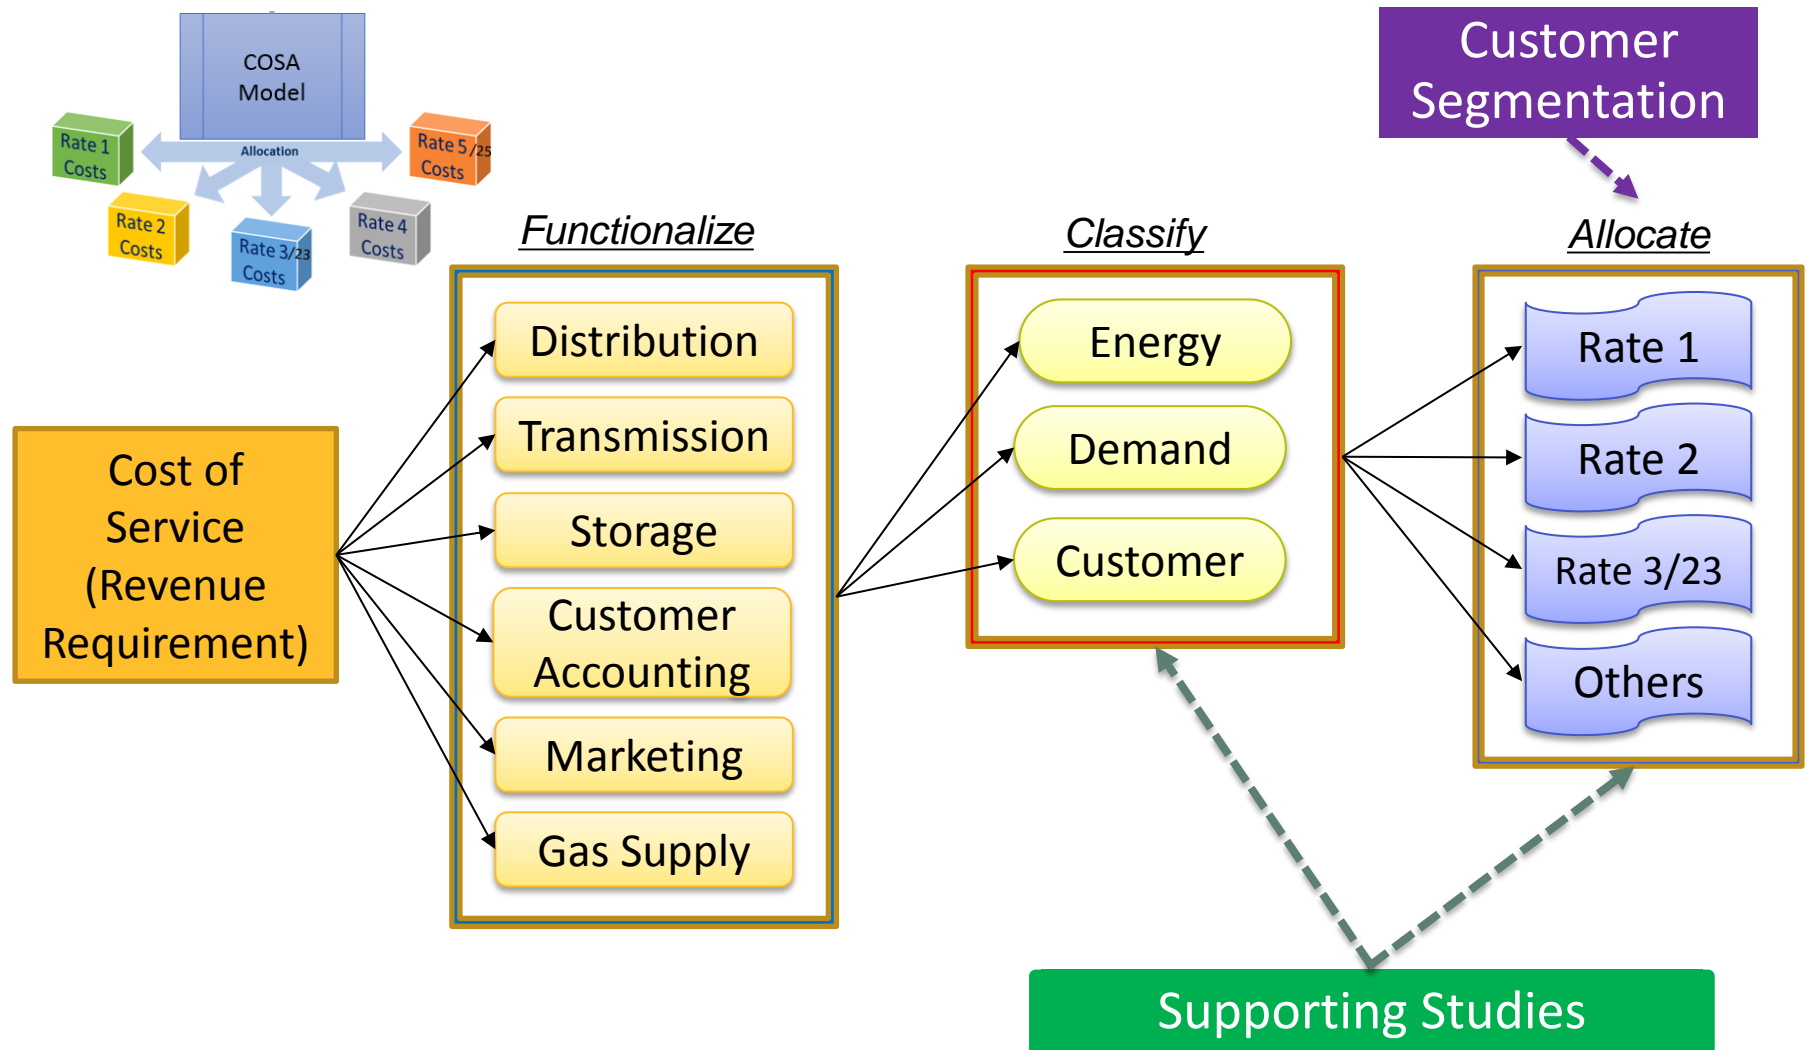 COSA
Model
Allocation
Rate 1
Costs
Rate 2
Costs
Rate 3/23
Costs
Rate 4
Costs
Rate 5/25
Costs
Customer
Segmentation
Functionalize
Classify
Allocate
Cost of
Service
(Revenue
Requirement)
Distribution
Transmission
Storage
Customer
Accounting
Marketing
Gas Supply
Energy
Demand
Customer
Rate 1
Rate 2
Rate 3/23
Others
Supporting Studies